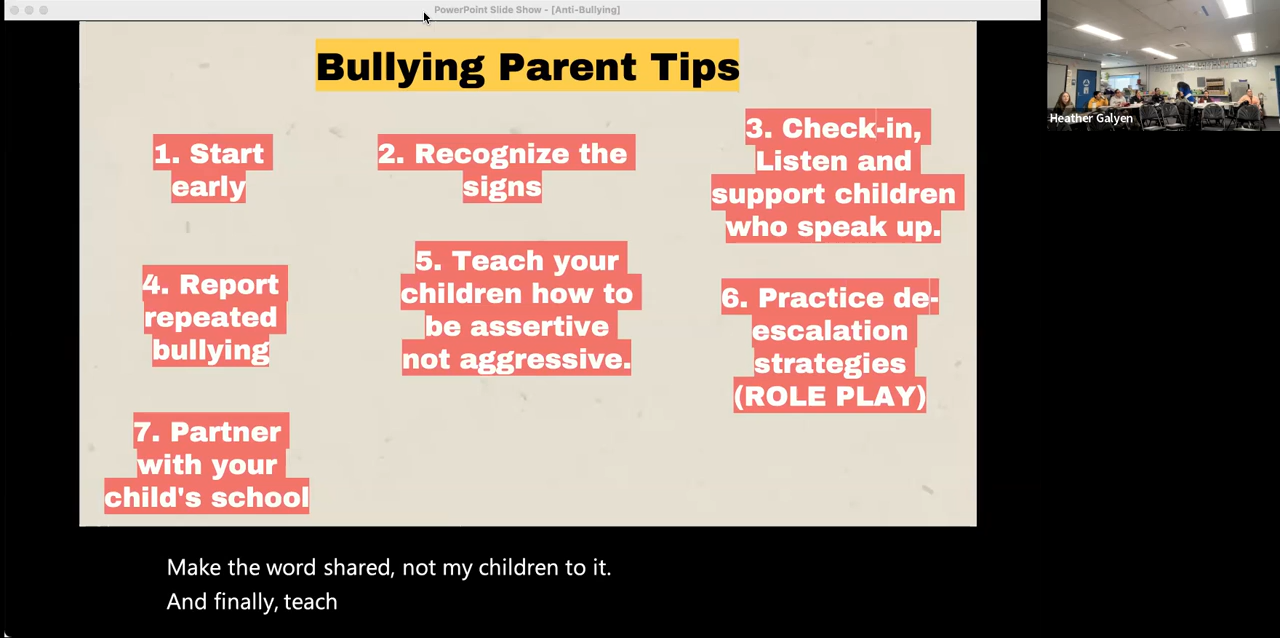 PowerPoint Slide Show - [Anti-Bullying]
Bullying Parent Tips
1. Start
early
2. Recognize the
signs
3. Check-in,
Listen and
support children
who speak up.
4. Report
repeated
bullying
5. Teach your
children how to
be assertive
not aggressive.
6. Practice de-
escalation
strategies
(ROLE PLAY)
7. Partner
with your
child's school
Heather Galyen
Make the word shared, not my children to it.
And finally, teach